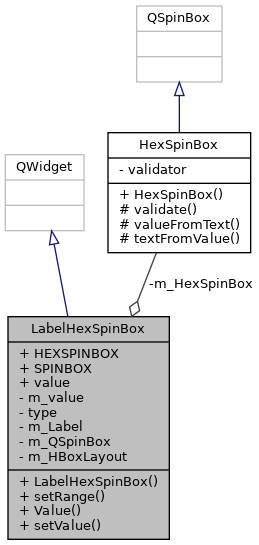 QSpinBox
HexSpinBox
- validator
+ HexSpinBox()
# validate()
# valueFromText()
# textFromValue()
QWidget
-m_HexSpinBox
LabelHexSpinBox
+ HEXSPINBOX
+ SPINBOX
+ value
- m_value
- type
- m_Label
- m_QSpinBox
- m_HBoxLayout
+ LabelHexSpinBox()
+ setRange()
+ Value()
+ setValue()